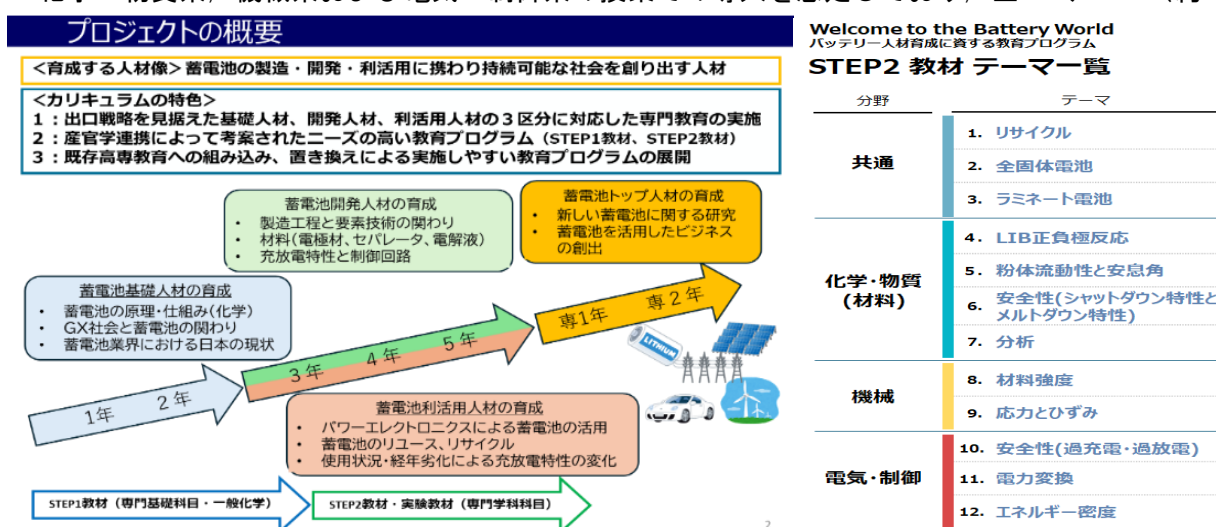 プロジェクトの概要
<育成する人材像>蓄電池の製造・開発・利活用に携わり持続可能な社会を創り出す人材
<カリキュラムの特色>
1:出口戦略を見据えた基礎人材、開発人材、利活用人材の3区分に対応した専門教育の実施
2:産官学連携によって考案されたニーズの高い教育プログラム(STEP1教材、STEP2教材)
3:既存高専教育への組み込み、置き換えによる実施しやすい教育プログラムの展開
蓄電池トップ人材の育成
• 新しい蓄電池に関する研究
• 蓄電池を活用したビジネス
の創出
蓄電池開発人材の育成
• 製造工程と要素技術の関わり
• 材料(電極材、セパレータ、電解液)
• 充放電特性と制御回路
蓄電池基礎人材の育成
• 蓄電池の原理・仕組み(化学)
• GX社会と蓄電池の関わり
• 蓄電池業界における日本の現状
1年 2年
3年 4年 5年
専1年 専2年
LITHIUM
蓄電池利活用人材の育成
• パワーエレクトロニクスによる蓄電池の活用
• 蓄電池のリユース、リサイクル
• 使用状況・経年劣化による充放電特性の変化
STEP1教材(専門基礎科目・一般化学)
STEP2教材・実験教材(専門学科科目)
2
Welcome to the Battery World
バッテリー人材育成に資する教育プログラム
STEP2 教材 テーマ一覧
分野 テーマ
共通
1. リサイクル
2. 全固体電池
3. ラミネート電池
化学・物質
(材料)
4. LIB正負極反応
5. 粉体流動性と安息角
6. 安全性(シャットダウン特性と
メルトダウン特性)
7. 分析
機械
8. 材料強度
9. 応力とひずみ
電気・制御
10. 安全性(過充電・過放電)
11. 電力変換
12. エネルギー密度